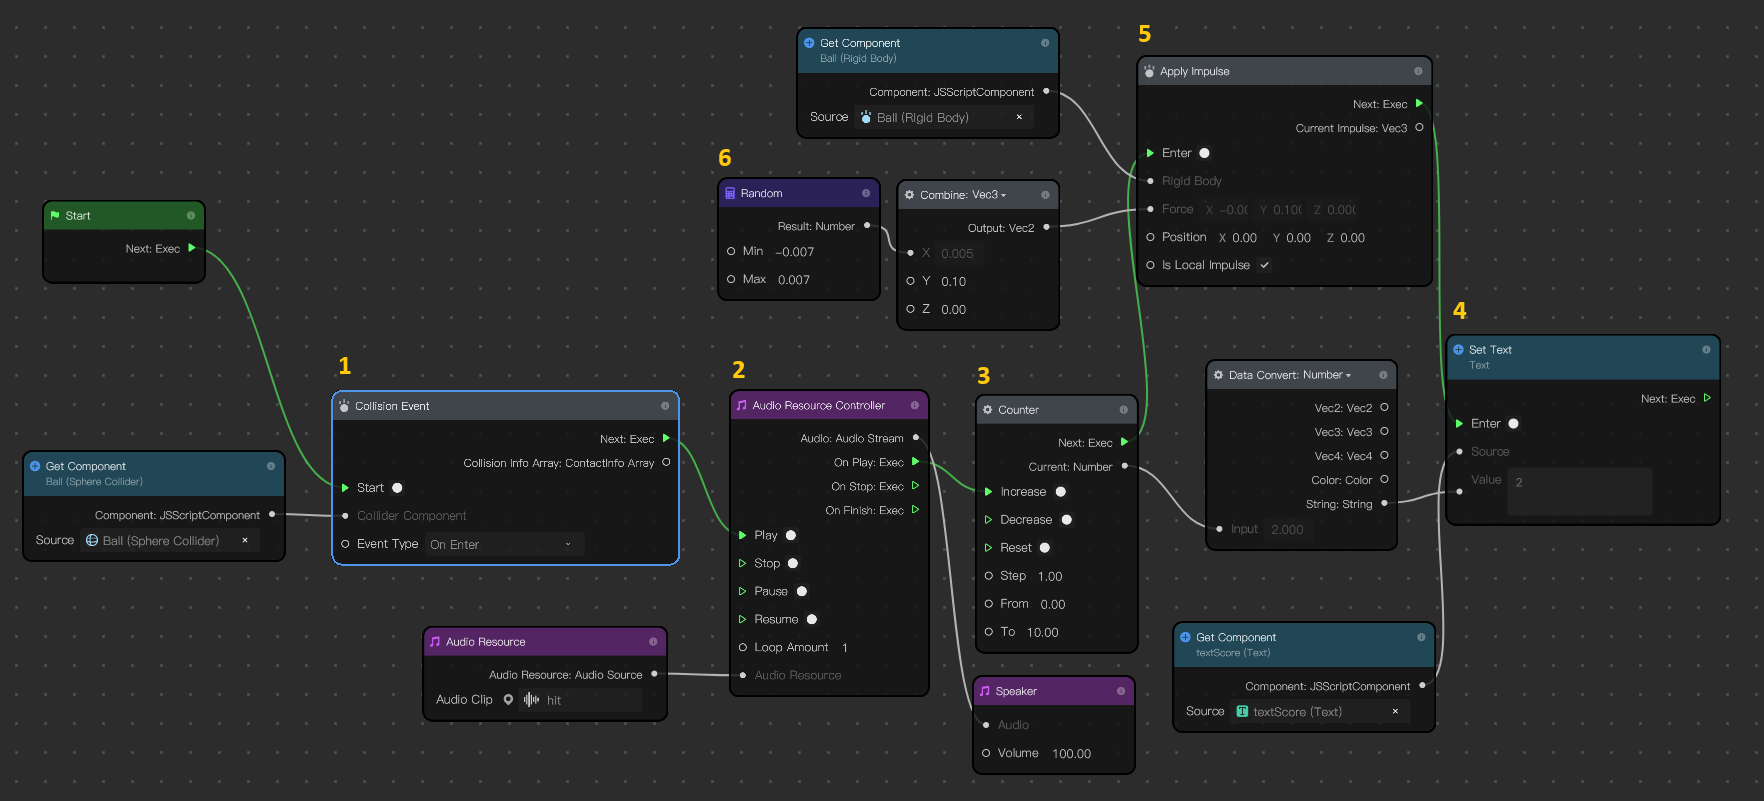 5
Get Component
Ball (Rigid Body)
Component: JSScriptComponent
Source
Ball (Rigid Body)
×
Apply Impulse
Next: Exec
Current Impulse: Vec3
Enter
Rigid Body
Force X -0.0( Y 0.10( Z 0.00(
Position X 0.00 Y 0.00 Z 0.00
Is Local Impulse
6
Random
Result: Number
Min -0.007
Max 0.007
Combine: Vec3
Output: Vec2
X 0.005
Y 0.10
Z 0.00
Start
Next: Exec
1
Collision Event
Next: Exec
Collision Info Array: ContactInfo Array
Start
Collider Component
Event Type On Enter
Get Component
Ball (Sphere Collider)
Component: JSScriptComponent
Source Ball (Sphere Collider) ×
2
Audio Resource Controller
Audio: Audio Stream
On Play: Exec
On Stop: Exec
On Finish: Exec
Play
Stop
Pause
Resume
Loop Amount 1
Audio Resource
Audio Resource
Audio Resource: Audio Source
Audio Clip hit
3
Counter
Next: Exec
Current: Number
Increase
Decrease
Reset
Step 1.00
From 0.00
To 10.00
Speaker
Audio
Volume 100.00
Data Convert: Number
Vec2: Vec2
Vec3: Vec3
Vec4: Vec4
Color: Color
String: String
Input 2.000
4
Set Text
Text
Next: Exec
Enter
Source
Value 2
Get Component
textScore (Text)
Component: JSScriptComponent
Source T textScore (Text) ×